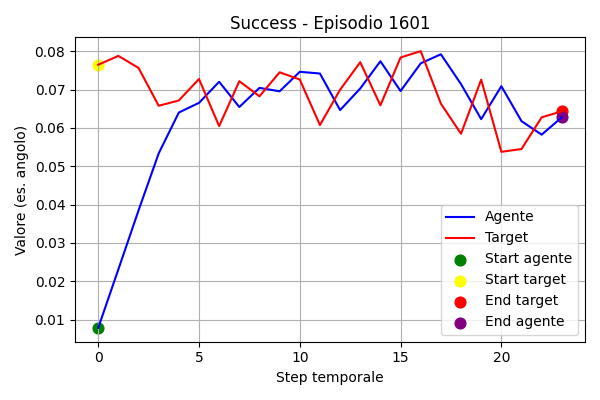 Success - Episodio 1601
Valore (es. angolo)
0.08
0.07
0.06
0.05
0.04
0.03
0.02
0.01
0
5
10
15
20
Step temporale
Agente
Target
Start agente
Start target
End target
End agente